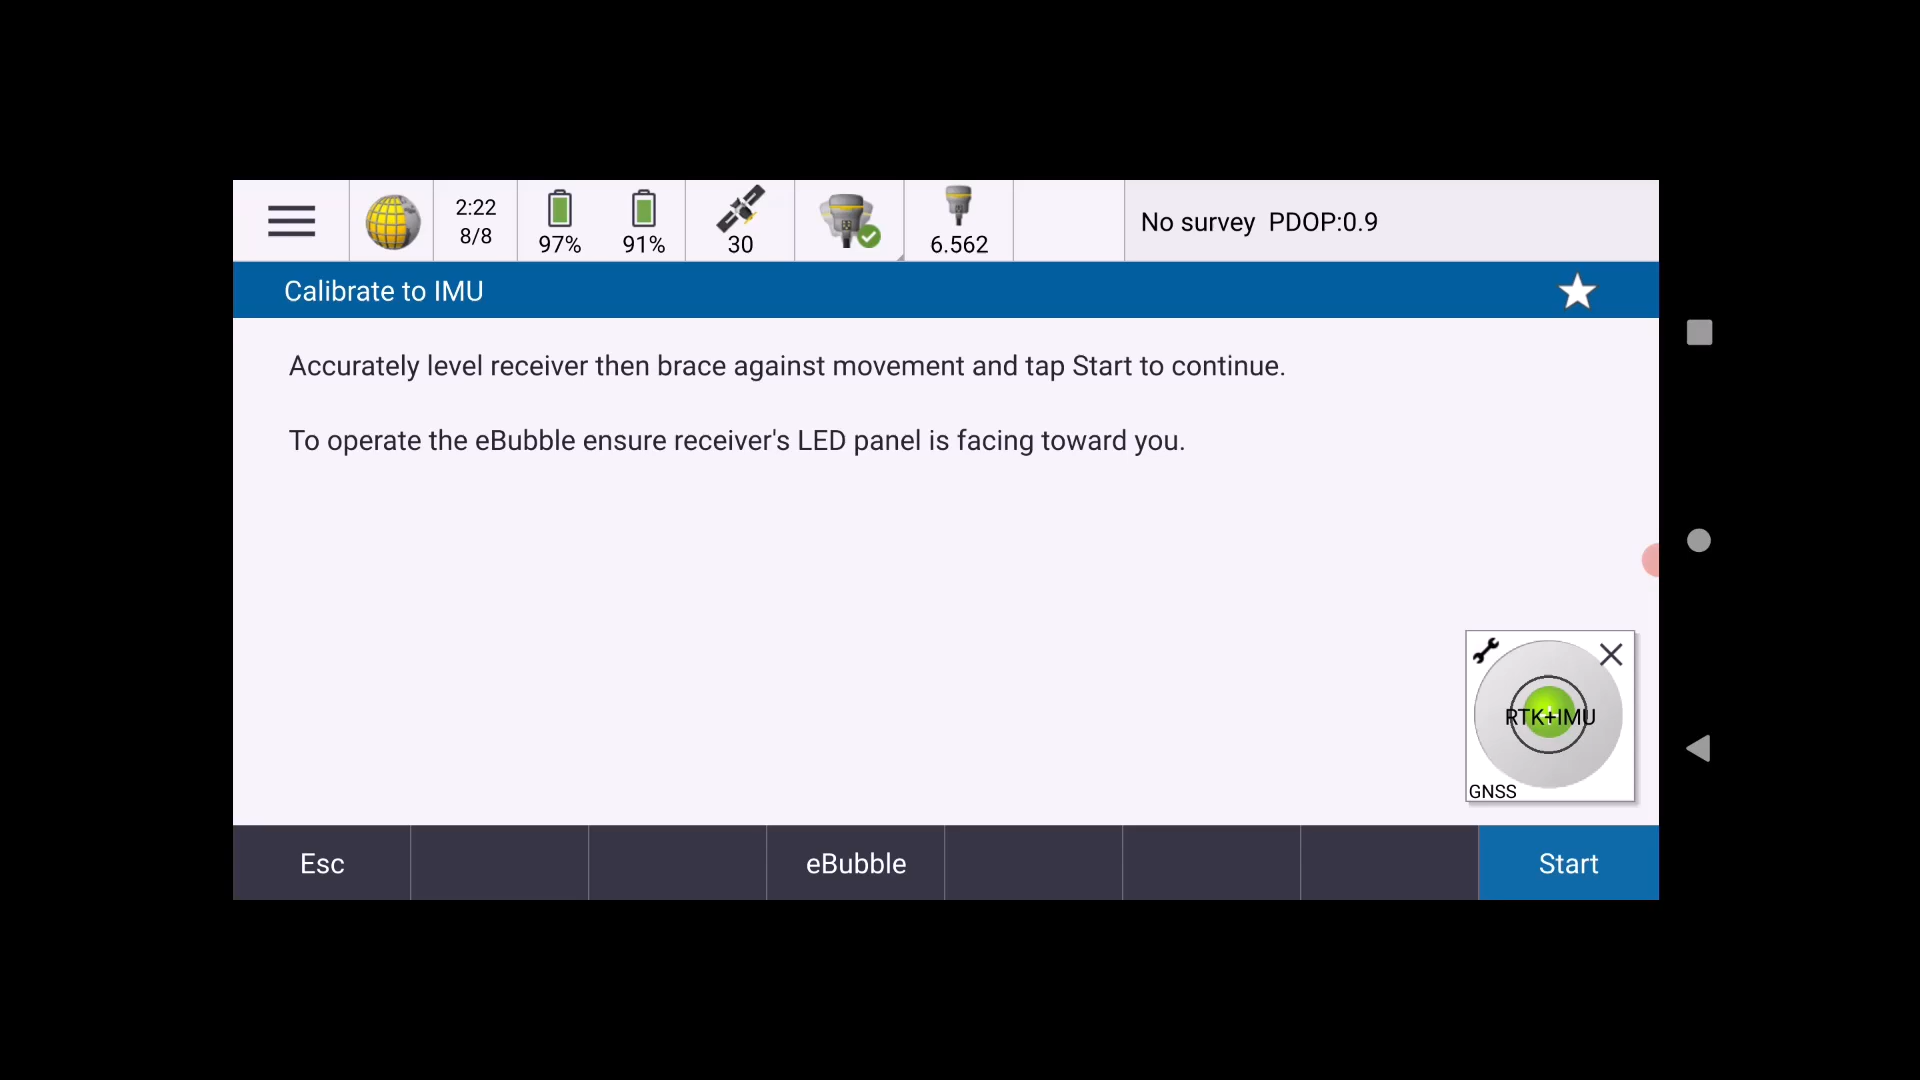 2:22
8/8
97%
91%
30
6.562
No survey PDOP:0.9
Calibrate to IMU
Accurately level receiver then brace against movement and tap Start to continue.
To operate the eBubble ensure receiver's LED panel is facing toward you.
RTK+IMU
GNSS
Esc
eBubble
Start